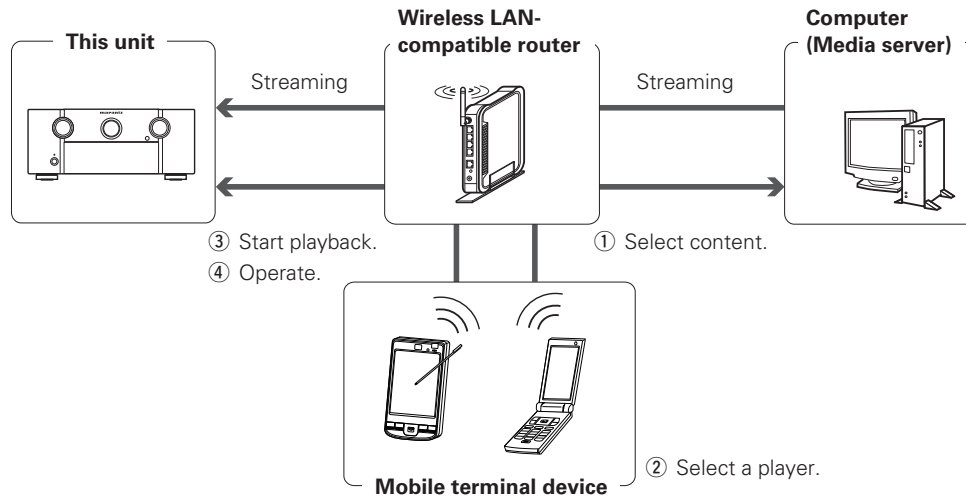 This unit
Wireless LAN-
compatible router
Computer
(Media server)
Streaming
Streaming
marantz
③ Start playback.
④ Operate.
① Select content.
② Select a player.
Mobile terminal device